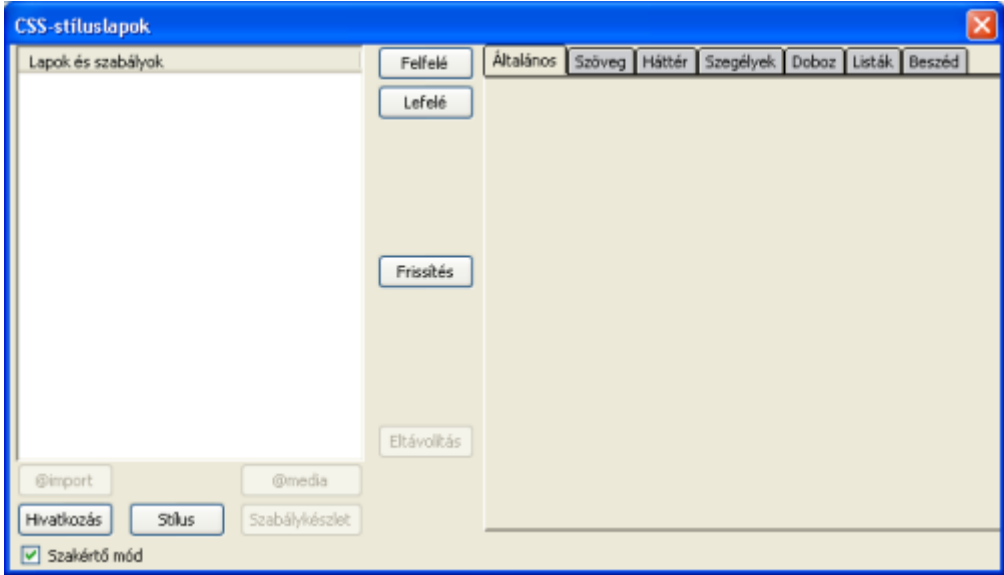 CSS-stíluslapok
Lapok és szabályok
Felfelé
Lefelé
Frissítés
Eltávolítás
Általános Szöveg Háttér Szegélyek Doboz Listák Beszéd
@import @media
Hivatkozás Stílus Szabálykészlet
Szakértő mód